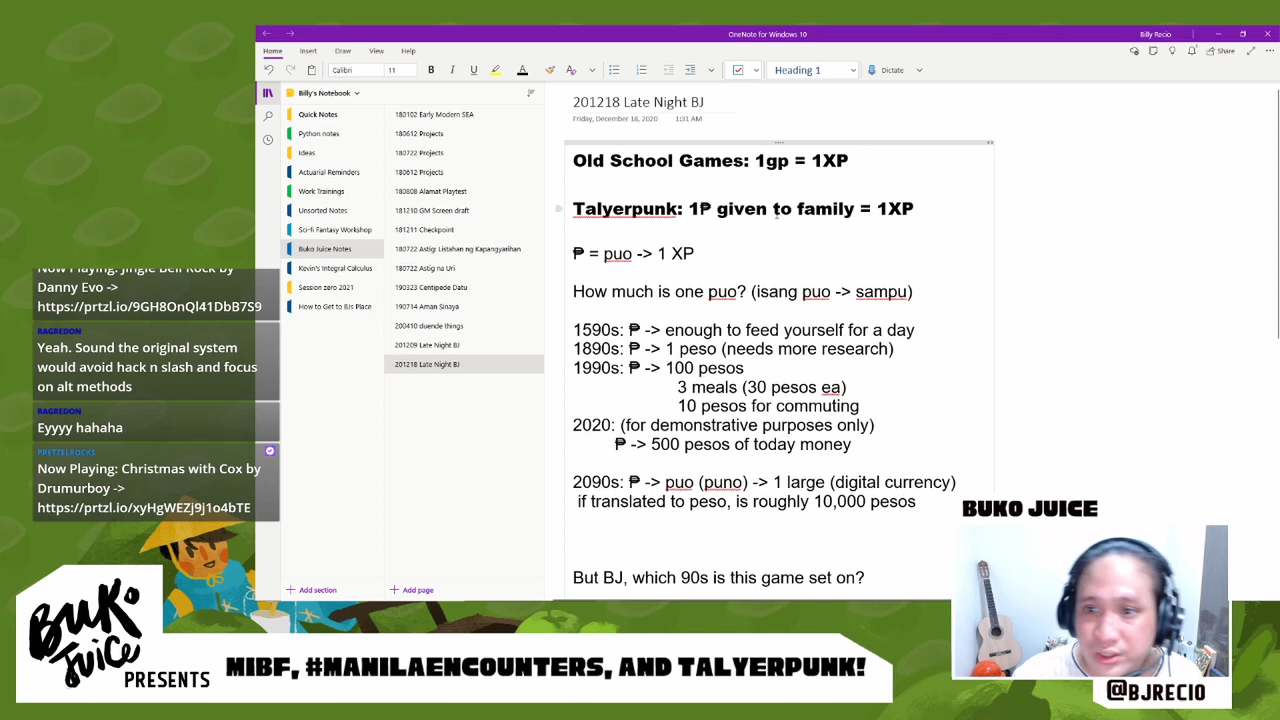 OneNote for Windows 10
Billy Recio
Home
Insert
Draw
View
Help
Share
Calibri
11
B
I
U
A
Heading 1
Dictate
Billy's Notebook
Quick Notes
Python notes
Ideas
Actuarial Reminders
Work Trainings
Unsorted Notes
Sci-fi Fantasy Workshop
Buko Juice Notes
Kevin's Integral Calculus
Session zero 2021
How to Get to BJs Place
Add section
180102 Early Modern SEA
180612 Projects
180722 Projects
180612 Projects
180808 Alamat Playtest
181210 GM Screen draft
181211 Checkpoint
180722 Astig: Listahan ng Kapangyarihan
180722 Astig na Uri
190323 Centipede Datu
190714 Aman Sinaya
200410 duende things
201209 Late Night BJ
201218 Late Night BJ
Add page
201218 Late Night BJ
Friday, December 18, 2020 1:31 AM
Old School Games: 1gp = 1XP
Talyerpunk: 1₱ given to family = 1XP
₱ = puo -> 1 XP
How much is one puo? (isang puo -> sampu)
1590s: ₱ -> enough to feed yourself for a day
1890s: ₱ -> 1 peso (needs more research)
1990s: ₱ -> 100 pesos
3 meals (30 pesos ea)
10 pesos for commuting
2020: (for demonstrative purposes only)
₱ -> 500 pesos of today money
2090s: ₱ -> puo (puno) -> 1 large (digital currency)
if translated to peso, is roughly 10,000 pesos
But BJ, which 90s is this game set on?
Now Playing: Jingle Bell Rock by
Danny Evo ->
https://prtzl.io/9GH8OnQl41DbB7S9
RAGREDON
Yeah. Sound the original system
would avoid hack n slash and focus
on alt methods
RAGREDON
Eyyyy hahaha
PRETZELROCKS
Now Playing: Christmas with Cox by
Drumurboy ->
https://prtzl.io/xyHgWEZj9j1o4bTE
BUKO JUICE
BUKO
JUICE
PRESENTS
MIBF, #MANILAENCOUNTERS, AND TALYERPUNK!
@BJRECIO